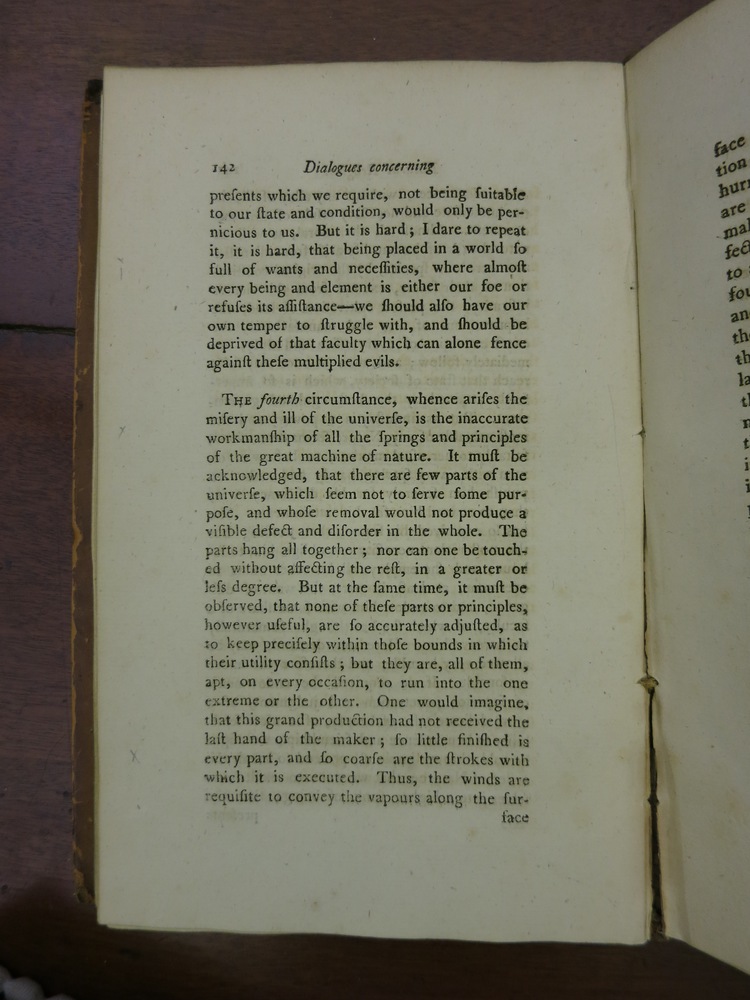 142 Dialogues concerning
preſents which we require, not being ſuitable
to our ſtate and condition, would only be per-
nicious to us. But it is hard; I dare to repeat
it, it is hard, that being placed in a world ſo
full of wants and neceſſities, where almoſt
every being and element is either our foe or
refuſes its aſſiſtance—we ſhould alſo have our
own temper to ſtruggle with, and ſhould be
deprived of that faculty which can alone fence
againſt theſe multiplied evils.
THE fourth circumſtance, whence ariſes the
miſery and ill of the univerſe, is the inaccurate
workmanſhip of all the ſprings and principles
of the great machine of nature. It muſt be
acknowledged, that there are few parts of the
univerſe, which ſeem not to ſerve ſome pur-
poſe, and whoſe removal would not produce a
viſible defect and diſorder in the whole. The
parts hang all together; nor can one be touch-
ed without affecting the reſt, in a greater or
leſs degree. But at the ſame time, it muſt be
obſerved, that none of theſe parts or principles,
however uſeful, are ſo accurately adjuſted, as
to keep preciſely within thoſe bounds in which
their utility conſiſts; but they are, all of them,
apt, on every occaſion, to run into the one
extreme or the other. One would imagine,
that this grand production had not received the
laſt hand of the maker; ſo little finiſhed is
every part, and ſo coarſe are the ſtrokes with
which it is executed. Thus, the winds are
requiſite to convey the vapours along the ſur-
face
face
tion
hur
are
mal
fect
to
fou
an
th
th
la